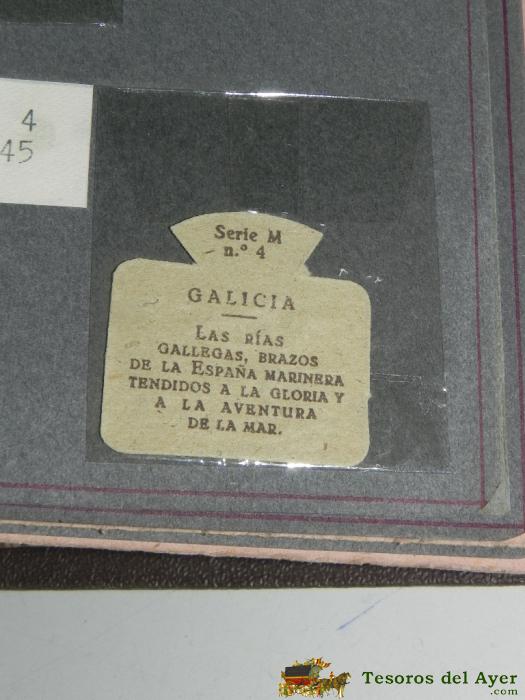 4
45
Serie M
n.º 4
GALICIA
LAS RÍAS
GALLEGAS, BRAZOS
DE LA ESPAÑA MARINERA
TENDIDOS A LA GLORIA Y
A LA AVENTURA
DE LA MAR.
Tesoros del Ayer
.com